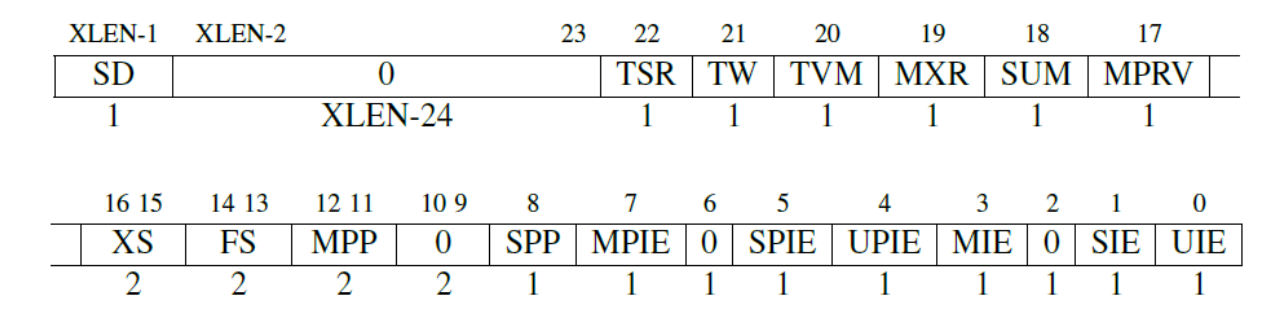 XLEN-1 XLEN-2 23 22 21 20 19 18 17
SD 0 TSR TW TVM MXR SUM MPRV
1 XLEN-24 1 1 1 1 1 1
16 15 14 13 12 11 10 9 8 7 6 5 4 3 2 1 0
XS FS MPP 0 SPP MPIE 0 SPIE UPIE MIE 0 SIE UIE
2 2 2 2 1 1 1 1 1 1 1 1 1